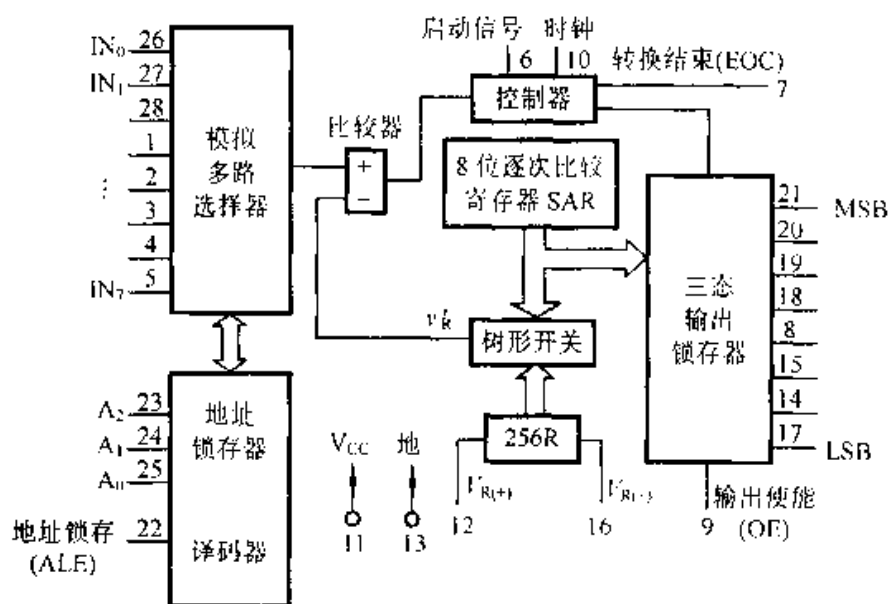 启动信号 时钟
6 10
转换结束(EOC)
7
控制器
IN₀ 26
IN₁ 27
28
1
⋮ 2
3
4
IN₇ 5
模拟
多路
选择器
比较器
+
−
8 位逐次比较
寄存器 SAR
树形开关
256R
V_R(+)
12
V_R(−)
16
三态
输出
锁存器
21 MSB
20
19
18
8
15
14
17 LSB
9
输出使能
(OE)
A₂ 23
A₁ 24
A₀ 25
地址
锁存器
译码器
地址锁存 22
(ALE)
V_CC
11
地
13